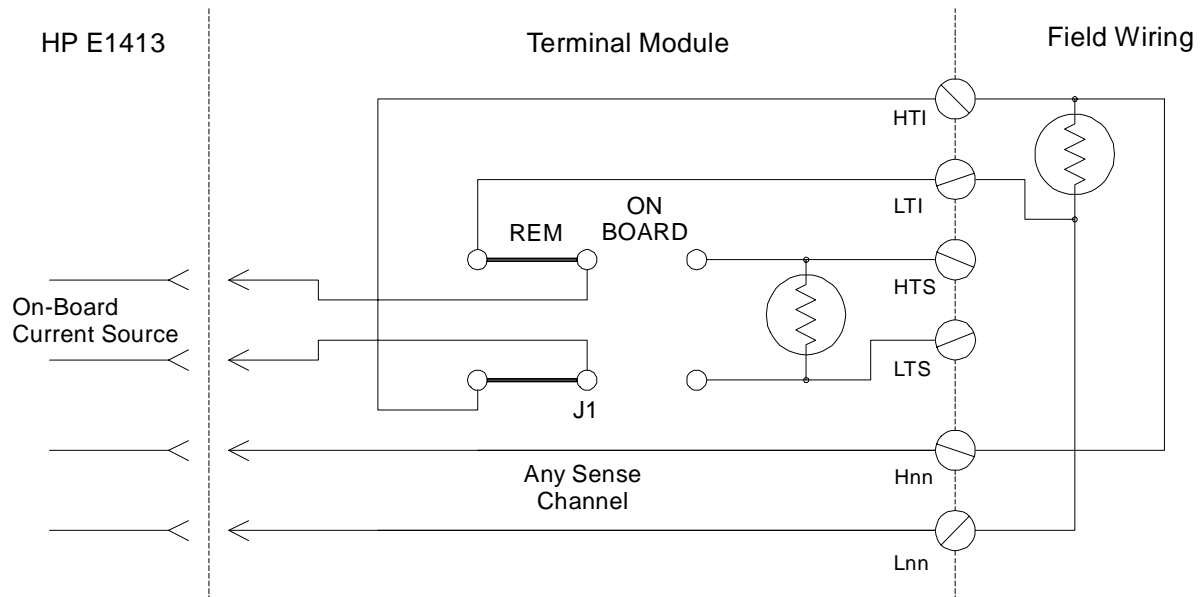 HP E1413
Terminal Module
Field Wiring
HTI
LTI
ON
BOARD
REM
HTS
On-Board
Current Source
LTS
J1
Hnn
Any Sense
Channel
Lnn